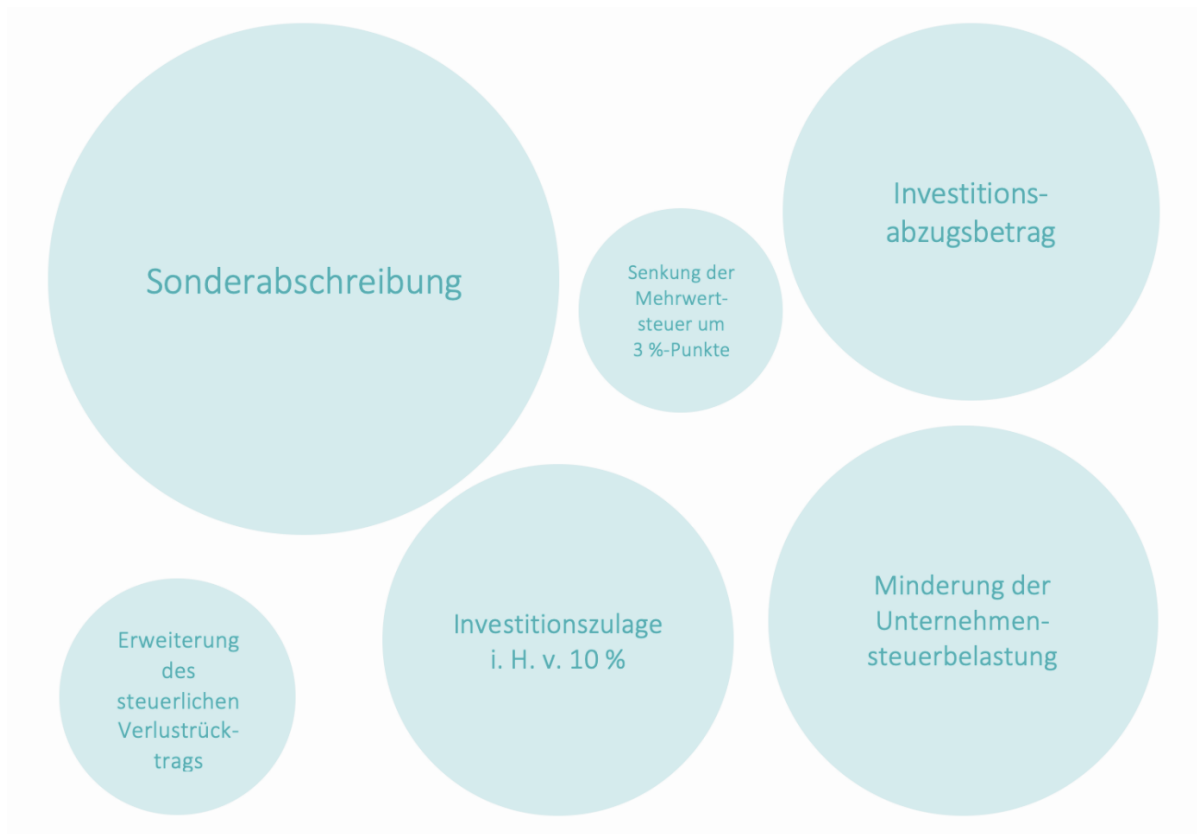 Sonderabschreibung
Senkung der
Mehrwert-
steuer um
3 %-Punkte
Investitions-
abzugsbetrag
Erweiterung
des
steuerlichen
Verlustrück-
trags
Investitionszulage
i. H. v. 10 %
Minderung der
Unternehmen-
steuerbelastung